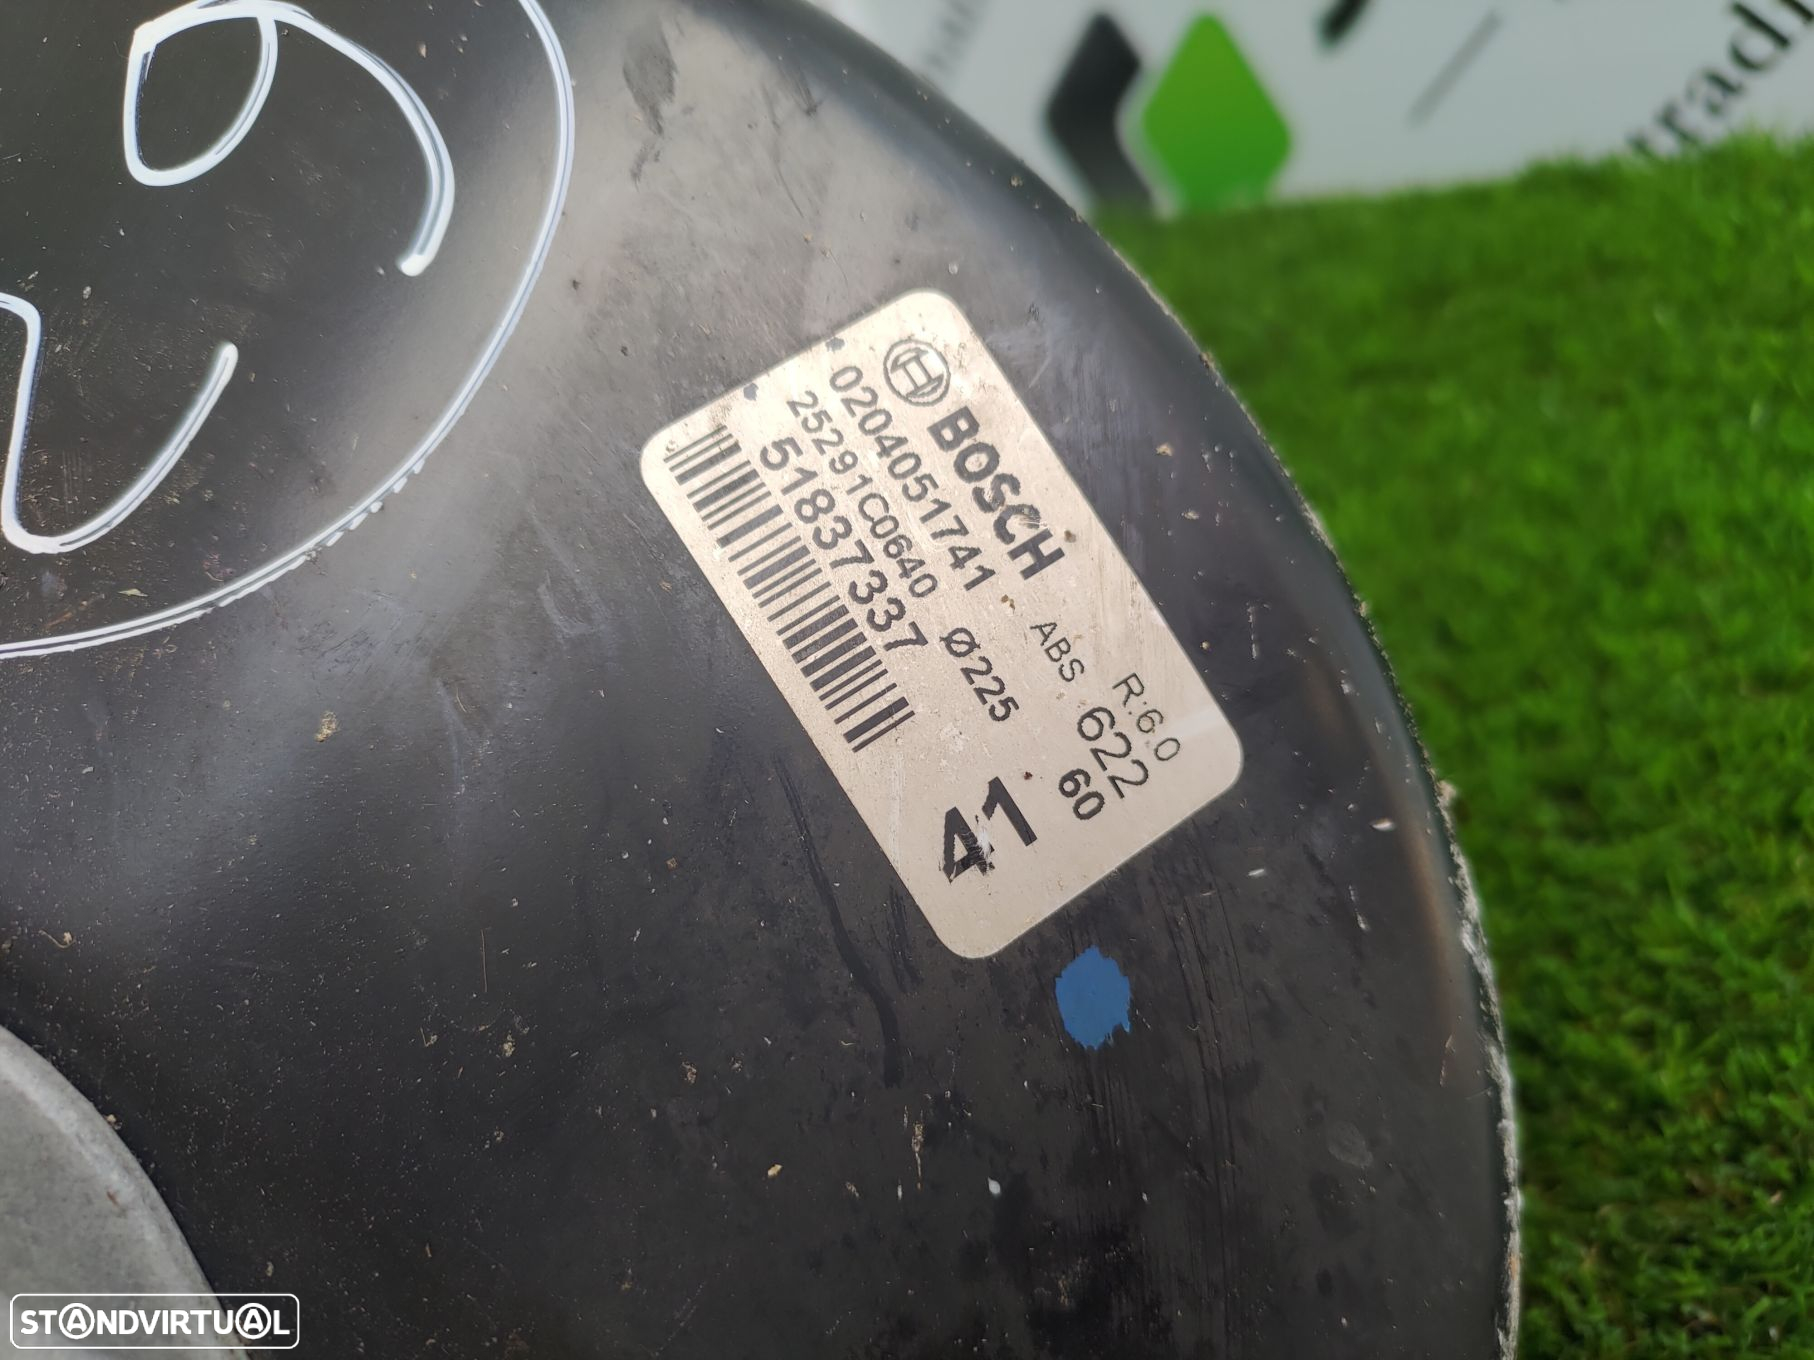 BOSCH
0204051741
25291C0640 Ø225
51837337
R:6.0
ABS 622
60
41
STANDVIRTUAL